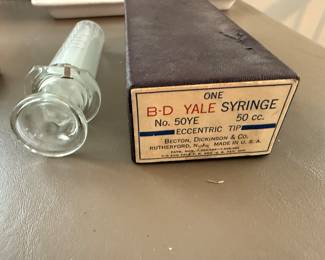 ONE
B-D YALE SYRINGE
No. 50YE 50 cc.
ECCENTRIC TIP
BECTON, DICKINSON & Co.
RUTHERFORD, N. J. MADE IN U. S. A.